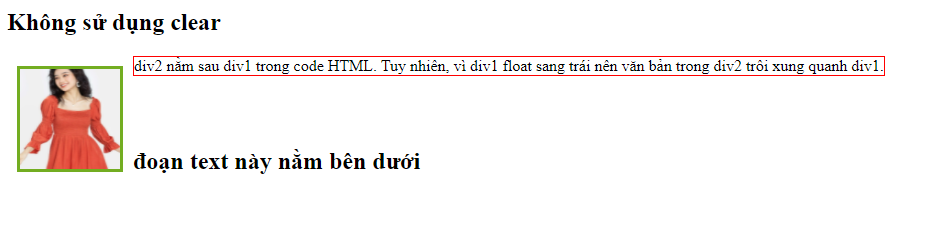 Không sử dụng clear
div2 nằm sau div1 trong code HTML. Tuy nhiên, vì div1 float sang trái nên văn bản trong div2 trôi xung quanh div1.
đoạn text này nằm bên dưới